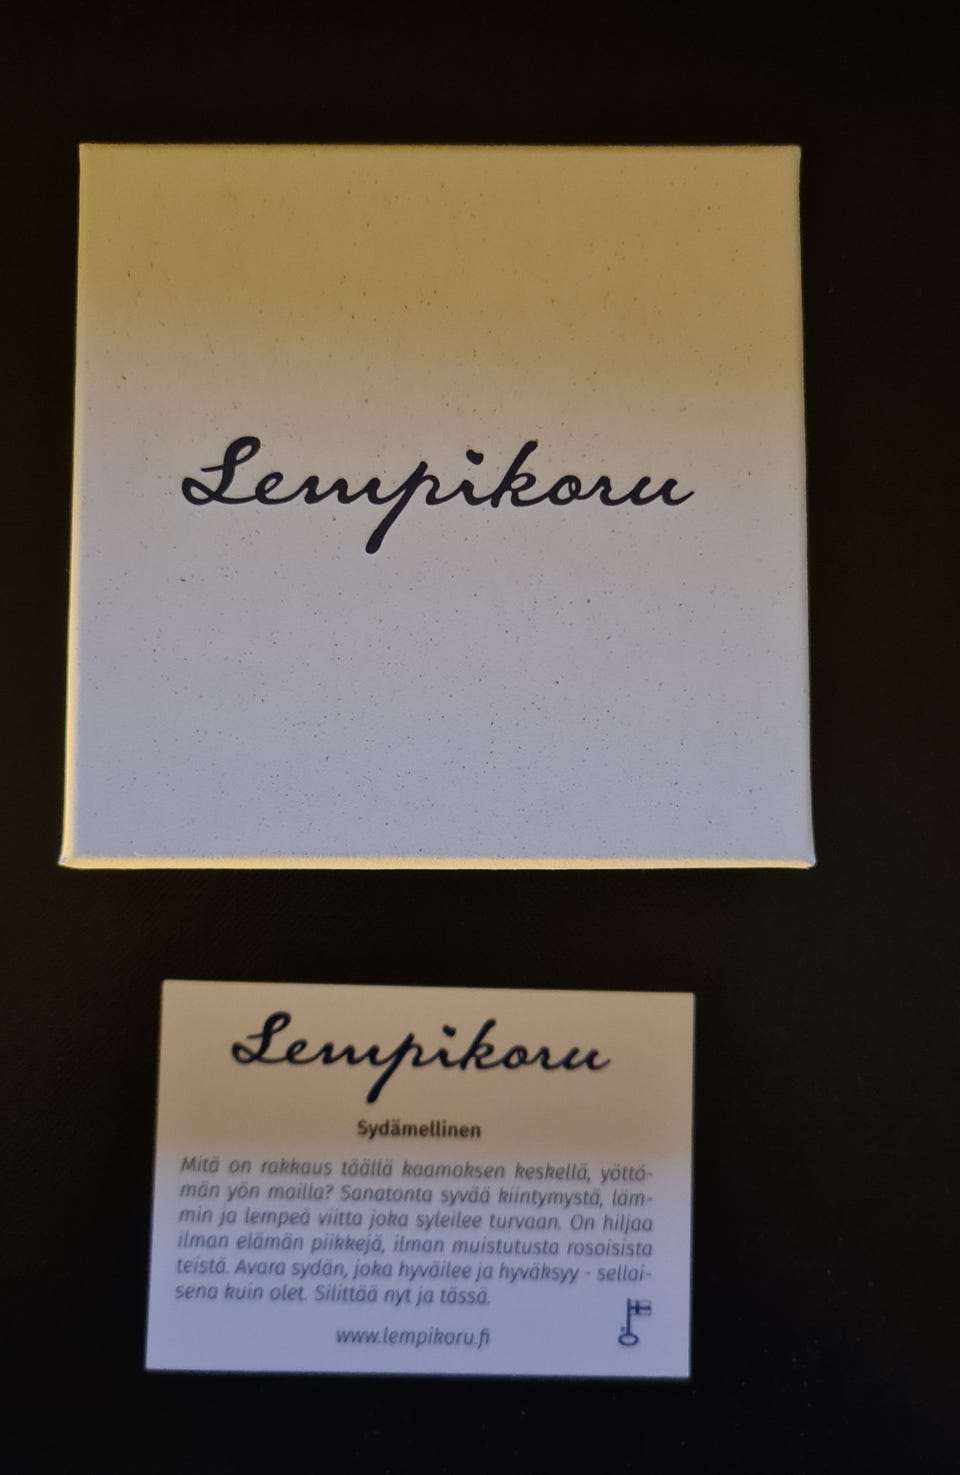 Lempikoru
Lempikoru
Sydämellinen
Mitä on rakkaus täällä kaamoksen keskellä, yöttö-
män yön mailla? Sanatonta syvää kiintymystä, läm-
min ja lempeä viitta joka syleilee turvaan. On hiljaa
ilman elämän piikkejä, ilman muistutusta rosoisista
teistä. Avara sydän, joka hyväilee ja hyväksyy - sellai-
sena kuin olet. Silittää nyt ja tässä.
www.lempikoru.fi